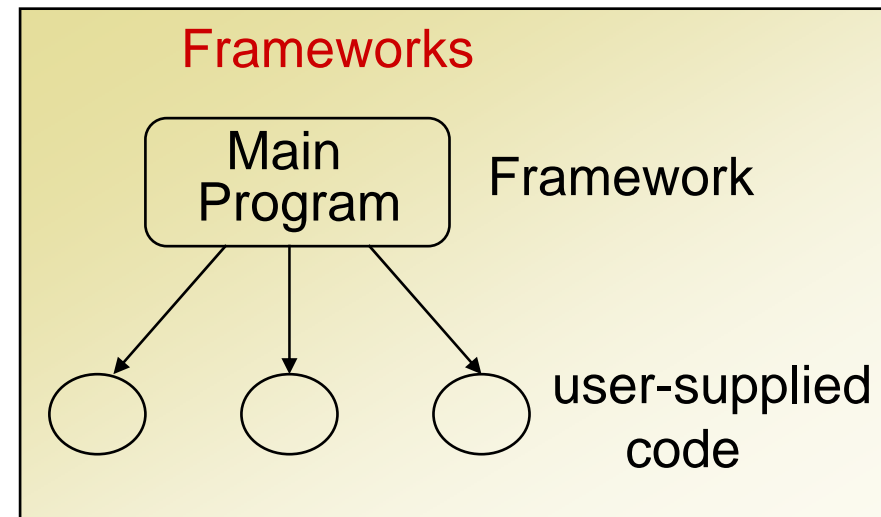 Frameworks
Main
Program
Framework
user-supplied
code